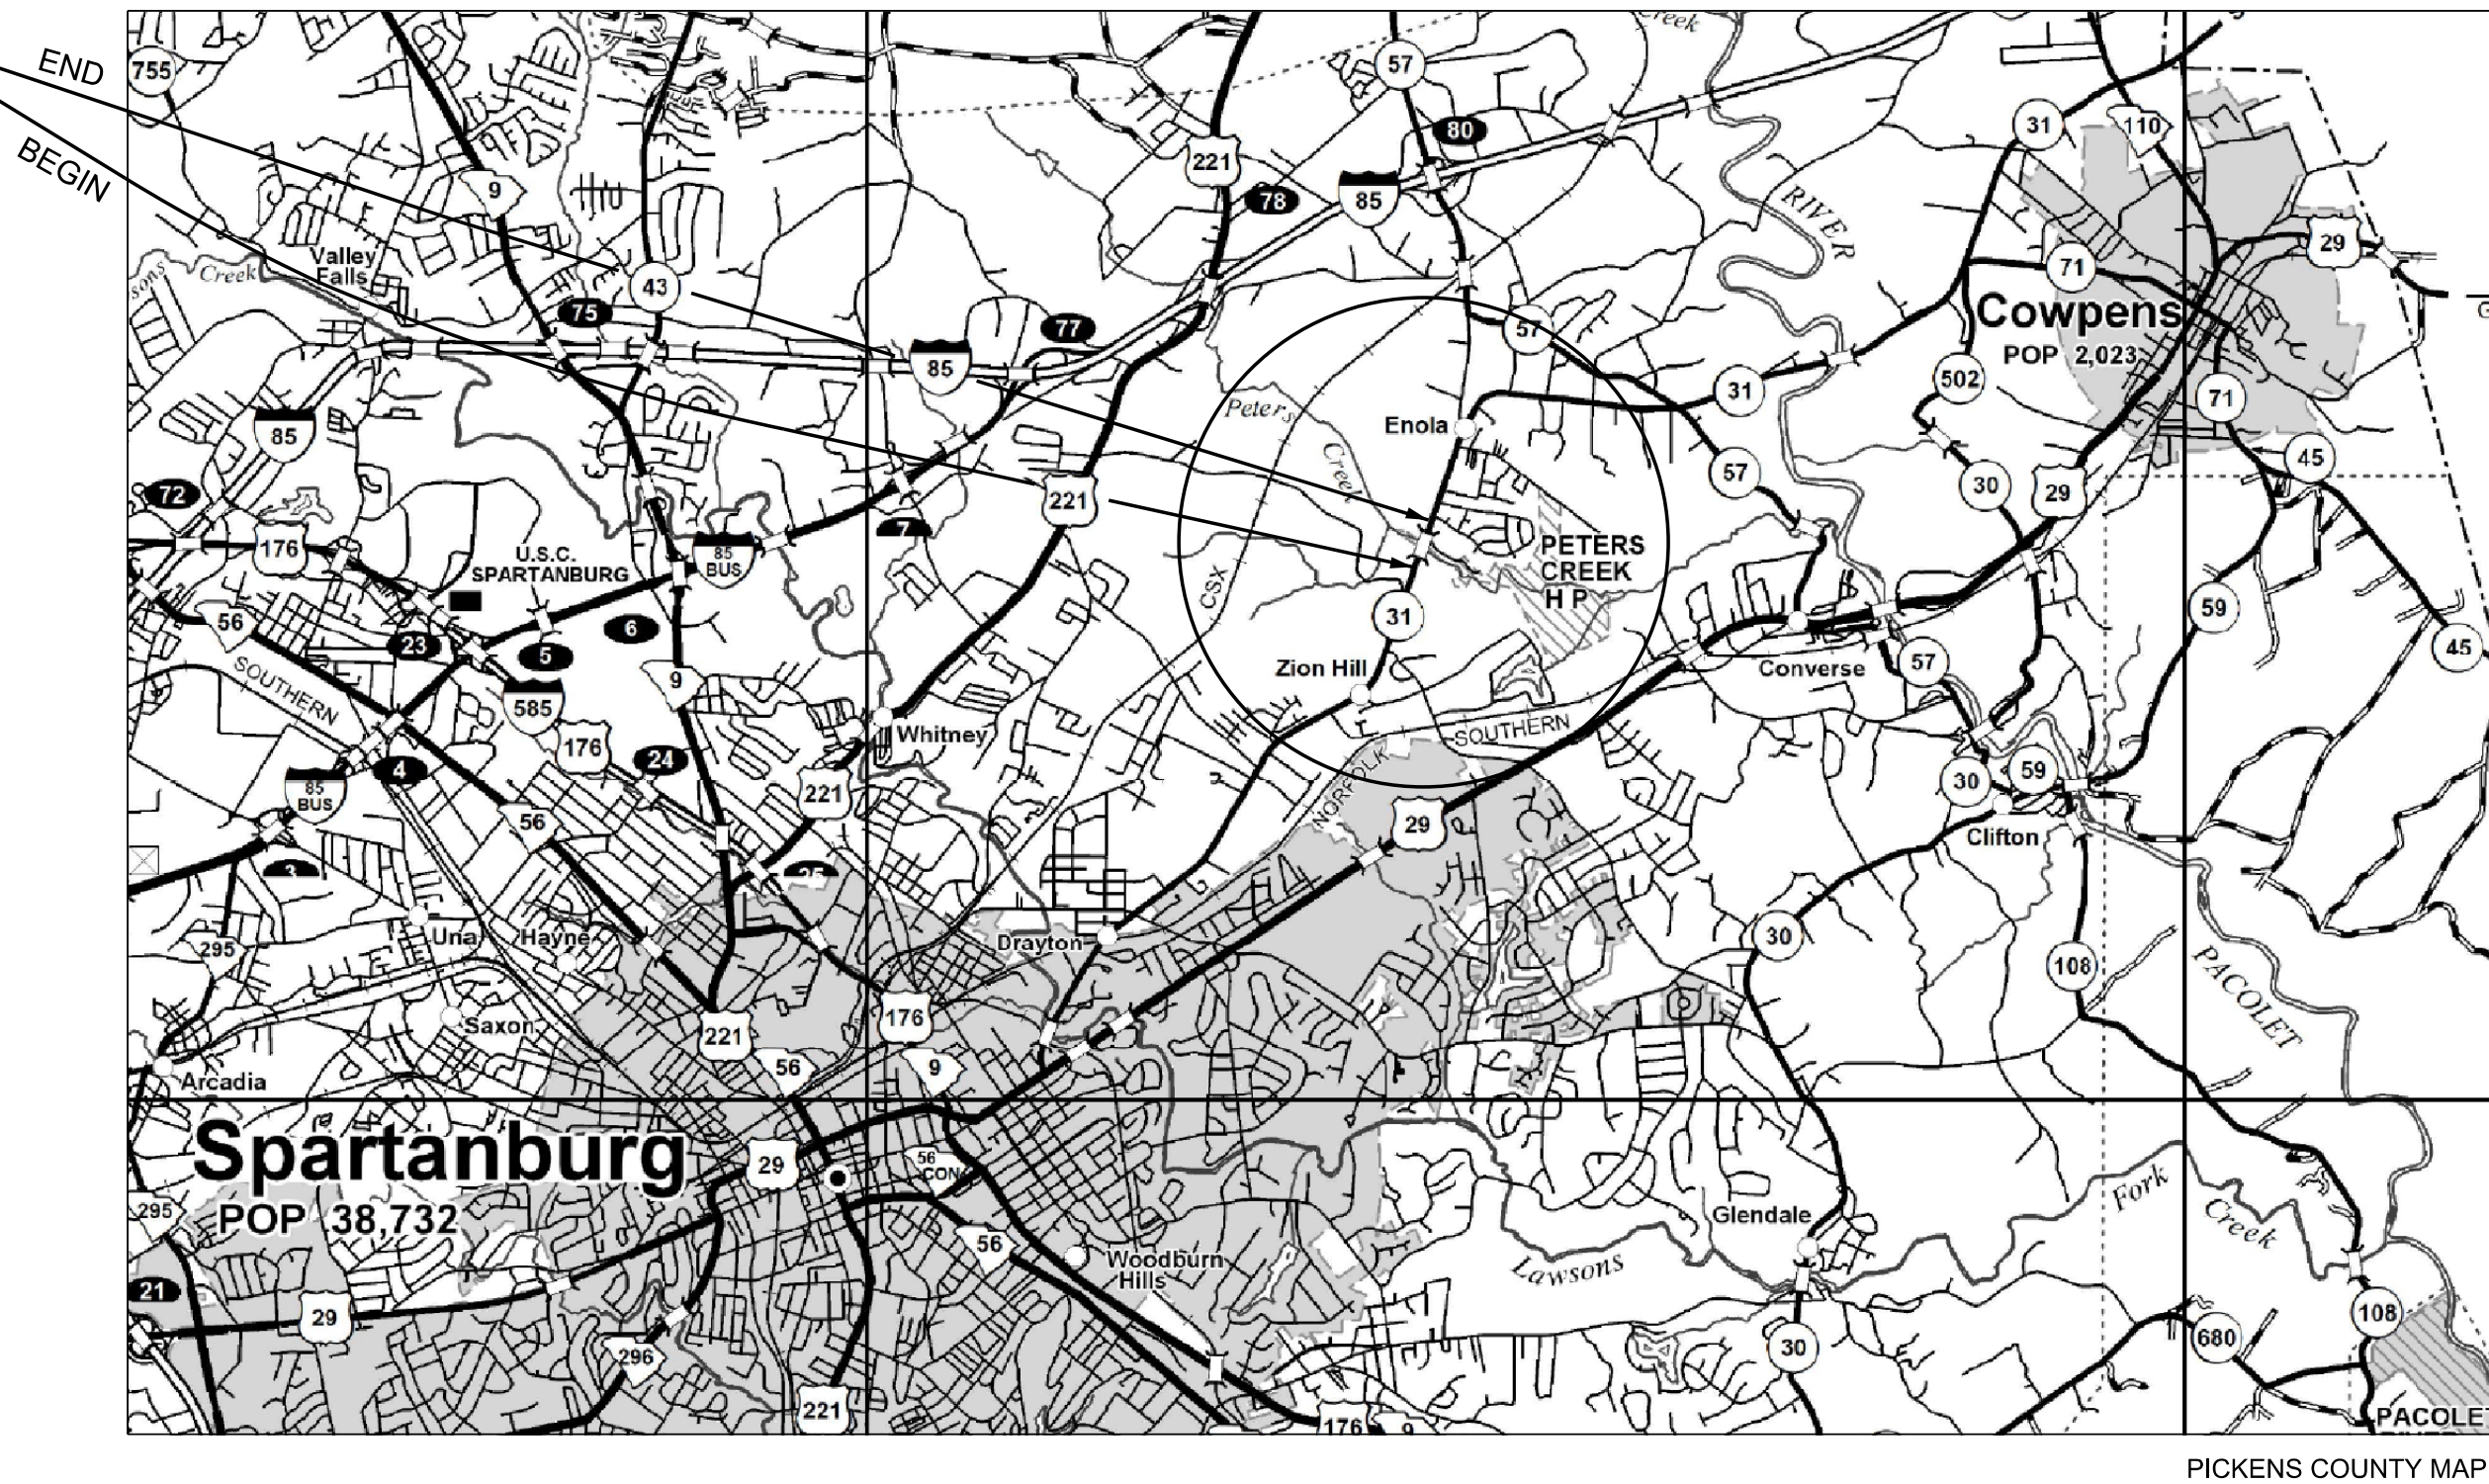 END
BEGIN
755
9
43
Valley
Falls
Creek
75
77
85
221
78
57
80
85
Creek
RIVER
31
110
71
29
Cowpens
POP 2,023
502
71
45
30
29
59
45
57
31
57
Enola
Peters
Creek
PETERS
CREEK
H P
CSX
31
Zion Hill
221
7
85
72
176
U.S.C.
SPARTANBURG
85
BUS
56
23
5
6
9
SOUTHERN
585
176
24
4
85
BUS
56
221
Whitney
SOUTHERN
NORFOLK
29
Converse
57
30
59
Clifton
3
25
295
Una
Hayne
Saxon
Arcadia
Drayton
221
176
56
9
30
108
PACOLET
Spartanburg
POP 38,732
29
56
CON
295
21
29
296
221
56
Woodburn
Hills
176
9
Glendale
Lawsons
Fork
Creek
30
680
108
PICKENS COUNTY MAP